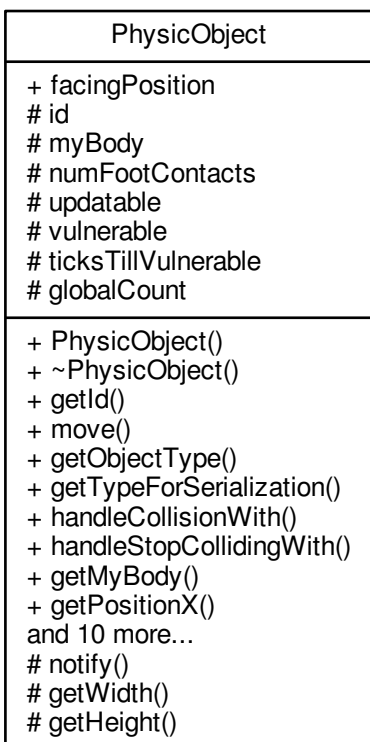 PhysicObject
+ facingPosition
# id
# myBody
# numFootContacts
# updatable
# vulnerable
# ticksTillVulnerable
# globalCount
+ PhysicObject()
+ ~PhysicObject()
+ getId()
+ move()
+ getObjectType()
+ getTypeForSerialization()
+ handleCollisionWith()
+ handleStopCollidingWith()
+ getMyBody()
+ getPositionX()
and 10 more...
# notify()
# getWidth()
# getHeight()